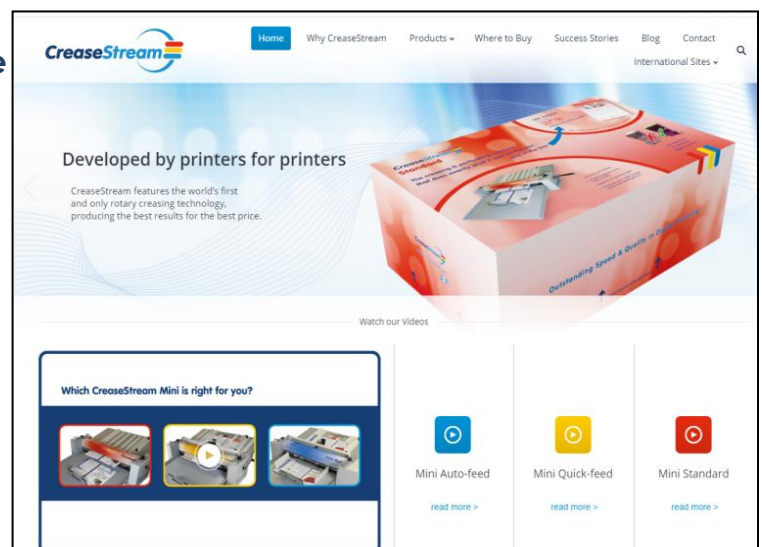 e
CreaseStream
Home Why CreaseStream Products Where to Buy Success Stories Blog Contact
International Sites
Developed by printers for printers
CreaseStream features the world's first
and only rotary creasing technology,
producing the best results for the best price.
CreaseStream
Standard
Outstanding Speed & Quality in
Watch our Videos
Which CreaseStream Mini is right for you?
Mini Auto-feed Mini Quick-feed Mini Standard
read more > read more > read more >